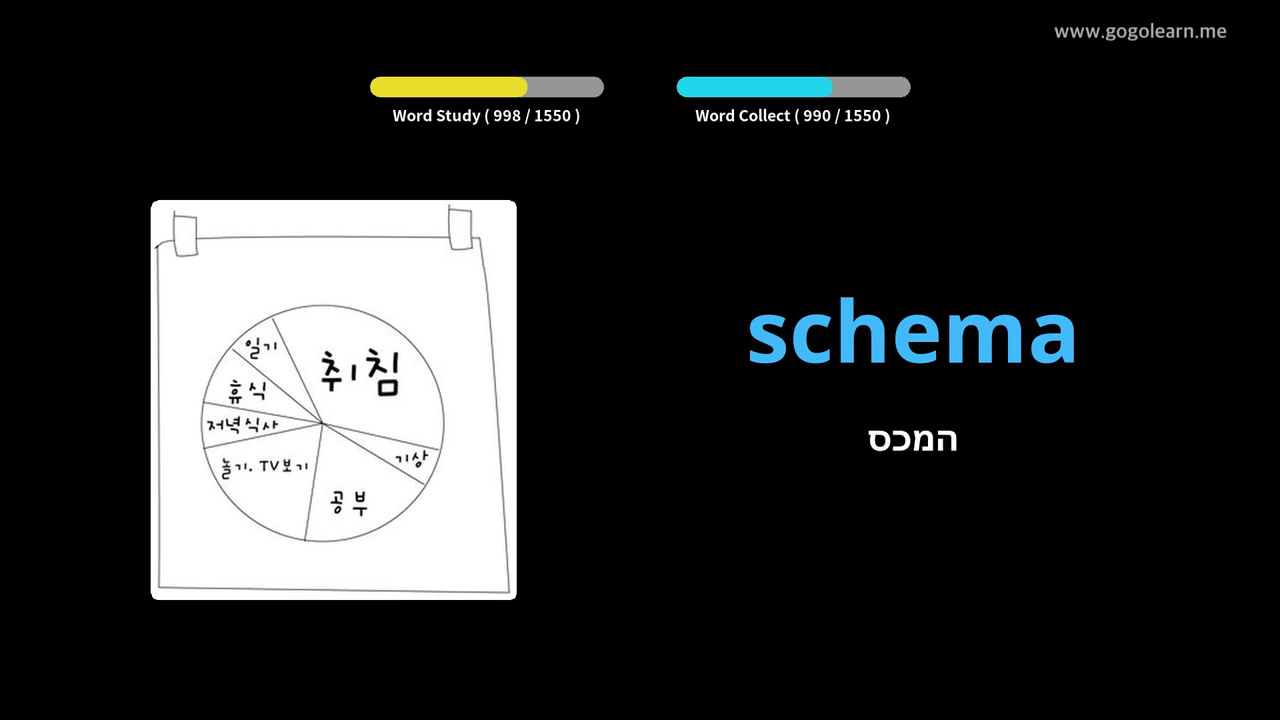 www.gogolearn.me
Word Study ( 998 / 1550 )
Word Collect ( 990 / 1550 )
일기
취침
휴식
저녁식사
놀기. TV보기
기상
공부
schema
המכס